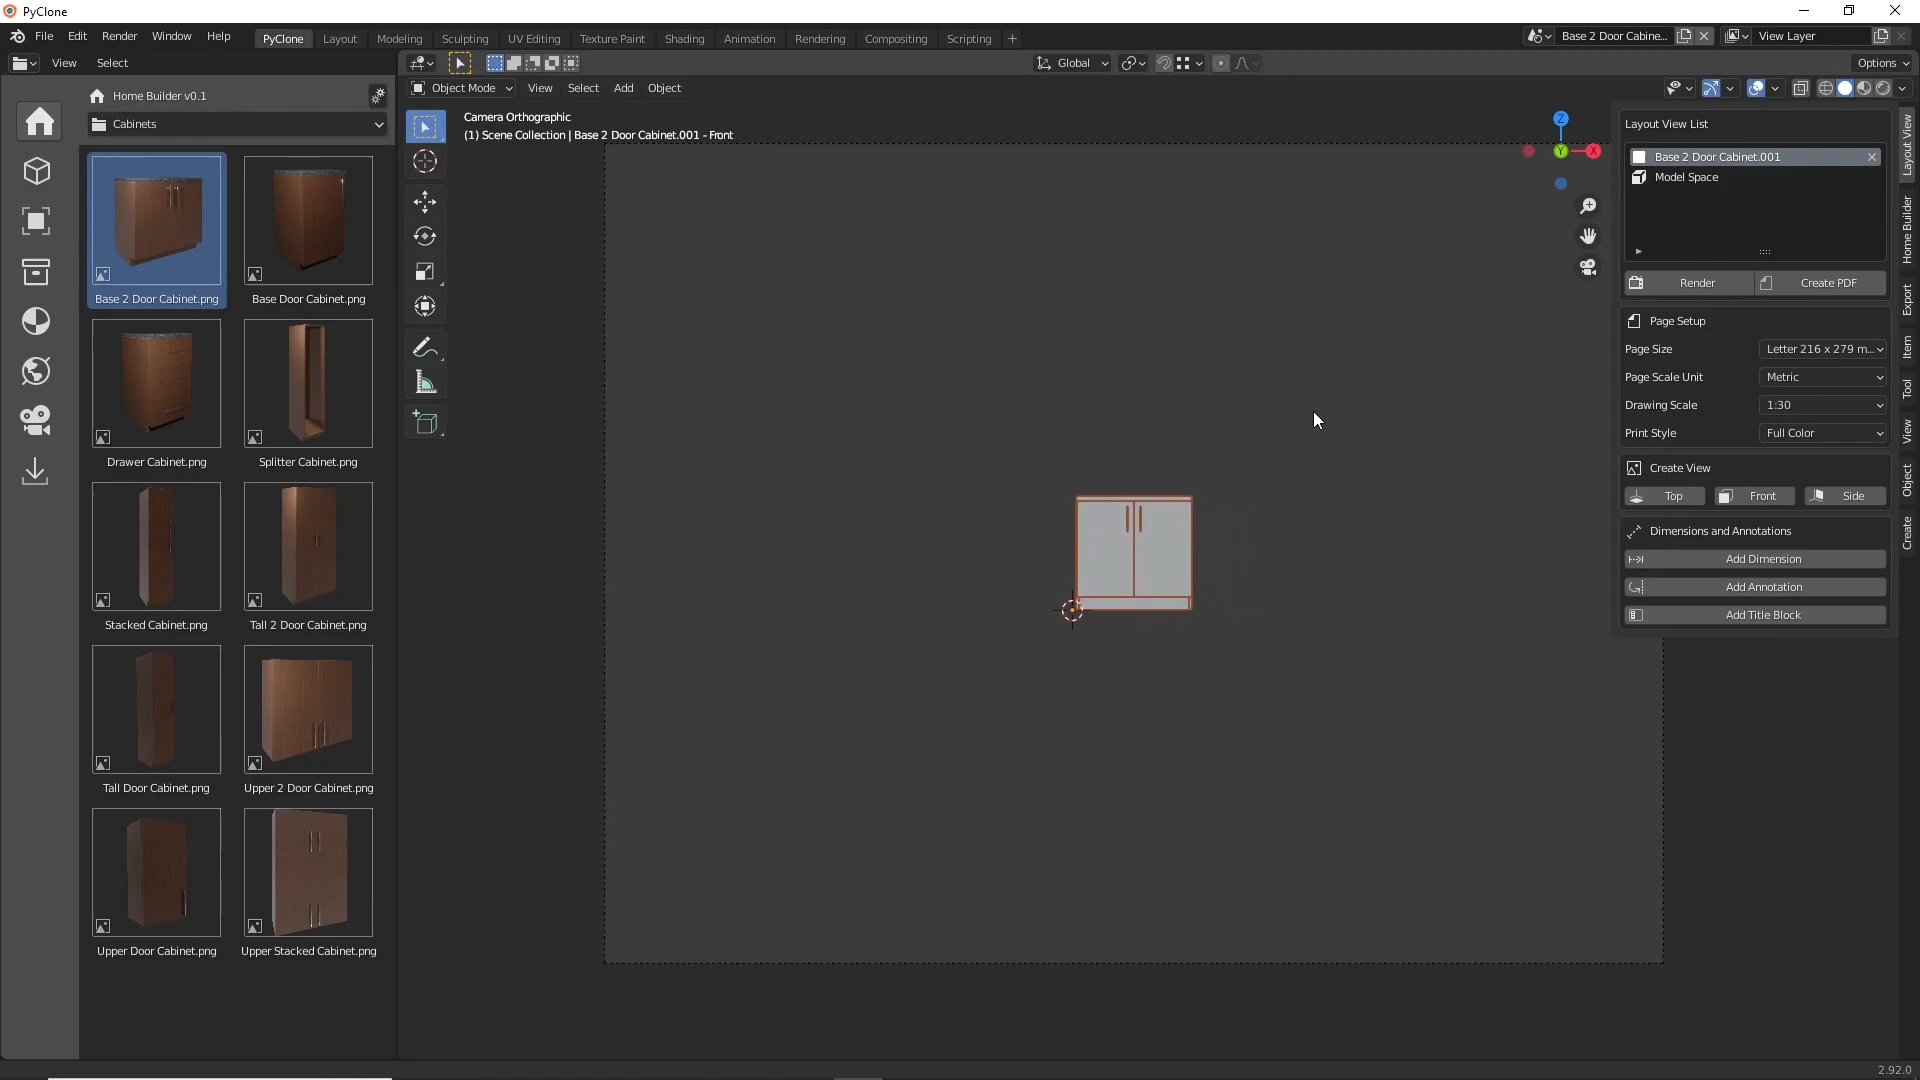 PyClone
File Edit Render Window Help
PyClone Layout Modeling Sculpting UV Editing Texture Paint Shading Animation Rendering Compositing Scripting +
Base 2 Door Cabine...
View Layer
View Select
Global
Options
Home Builder v0.1
Object Mode View Select Add Object
Cabinets
Camera Orthographic
(1) Scene Collection | Base 2 Door Cabinet.001 - Front
Z
Y
X
Base 2 Door Cabinet.png
Base Door Cabinet.png
Drawer Cabinet.png
Splitter Cabinet.png
Stacked Cabinet.png
Tall 2 Door Cabinet.png
Tall Door Cabinet.png
Upper 2 Door Cabinet.png
Upper Door Cabinet.png
Upper Stacked Cabinet.png
Layout View List
Base 2 Door Cabinet.001
Model Space
Render
Create PDF
Page Setup
Page Size Letter 216 x 279 m...
Page Scale Unit Metric
Drawing Scale 1:30
Print Style Full Color
Create View
Top Front Side
Dimensions and Annotations
Add Dimension
Add Annotation
Add Title Block
Layout View
Home Builder
Export
Item
Tool
View
Object
Create
2.92.0